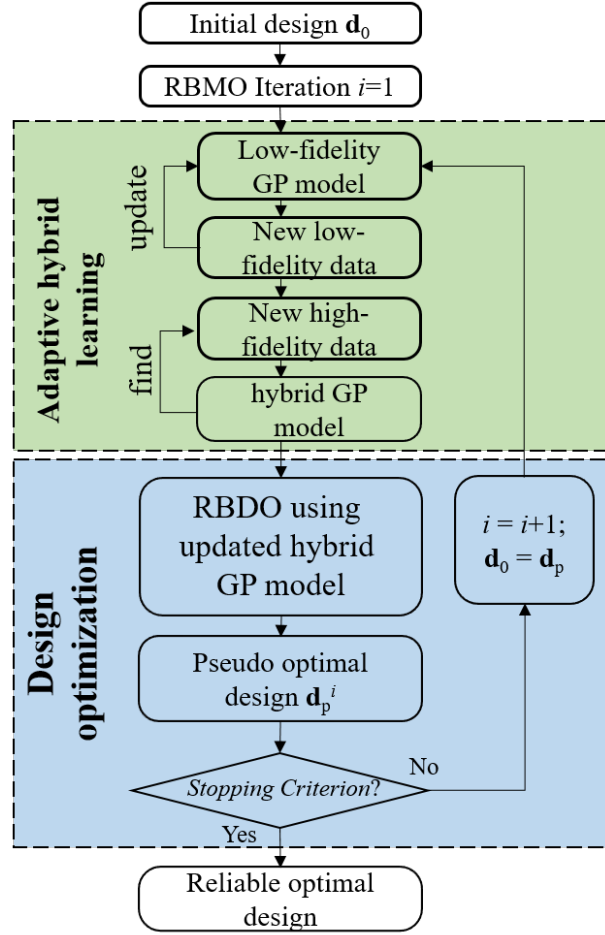 Initial design d₀
RBMO Iteration i=1
Adaptive hybrid
learning
Low-fidelity
GP model
update
New low-
fidelity data
New high-
fidelity data
find
hybrid GP
model
Design
optimization
RBDO using
updated hybrid
GP model
i = i+1;
d₀ = dₚ
Pseudo optimal
design dₚⁱ
Stopping Criterion?
No
Yes
Reliable optimal
design